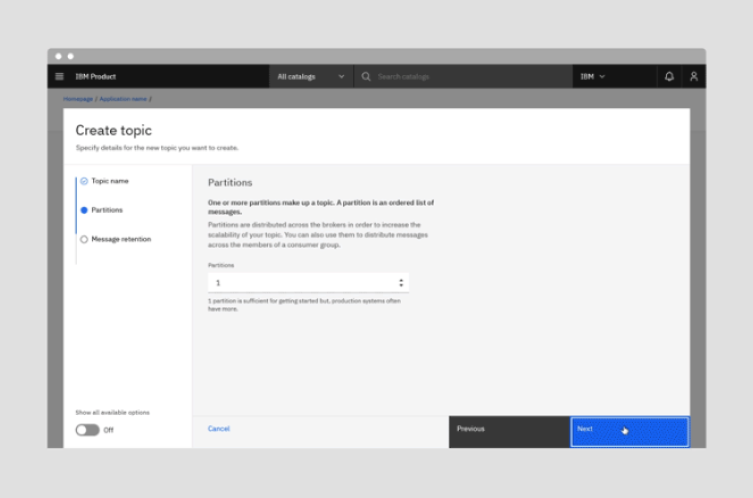 IBM Product
All catalogs
Search catalogs
IBM
Homepage / Application name /
Create topic
Specify details for the new topic you want to create.
Topic name
Partitions
Message retention
Show all available options
Off
Partitions
One or more partitions make up a topic. A partition is an ordered list of
messages.
Partitions are distributed across the brokers in order to increase the
scalability of your topic. You can also use them to distribute messages
across the members of a consumer group.
Partitions
1
1 partition is sufficient for getting started but, production systems often
have more.
Cancel
Previous
Next